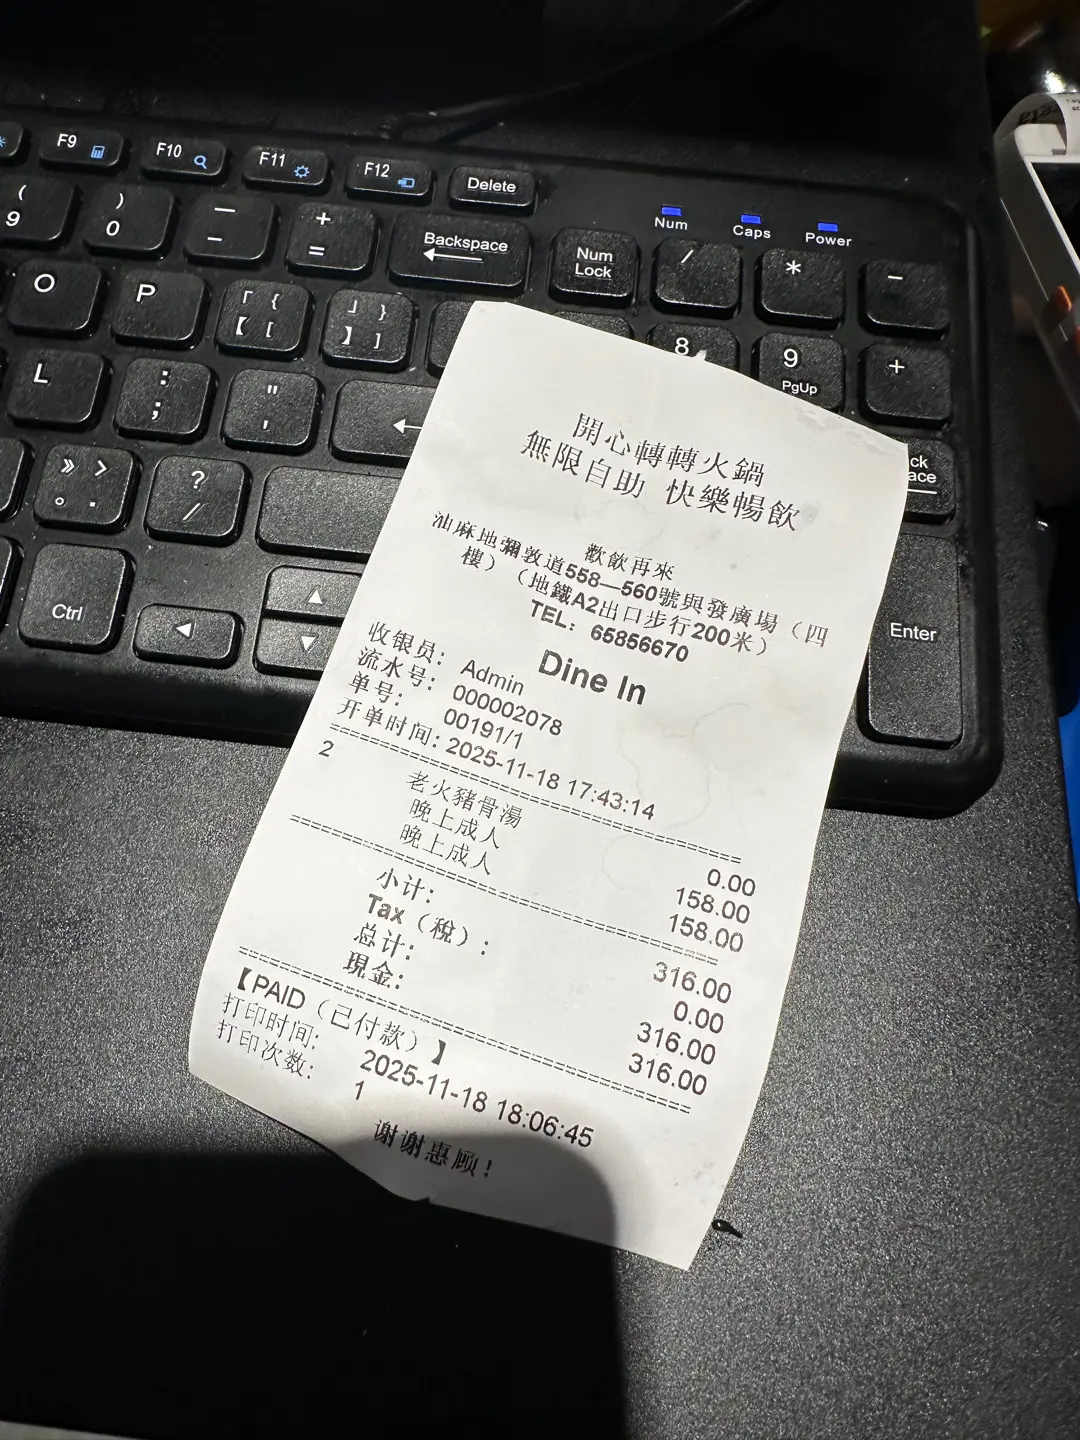 F9
F10
F11
F12
Delete
Num
Caps
Power
(
9
)
0
—
–
+
=
Backspace
Num
Lock
/
*
-
O
P
「 {
【 [
」 }
】 ]
8
9
PgUp
+
L
:
;
"
'
》 >
。 .
?
/
ck
ace
Ctrl
Enter
開心轉轉火鍋
無限自助 快樂暢飲
歡飲再來
油麻地彌敦道558—560號與發廣場（四
樓）（地鐵A2出口步行200米）
TEL: 65856670
Dine In
收银员: Admin
流水号: 000002078
单号: 00191/1
开单时间: 2025-11-18 17:43:14
2
老火豬骨湯 0.00
晚上成人 158.00
晚上成人 158.00
小计: 316.00
Tax（稅）: 0.00
总计: 316.00
現金: 316.00
【PAID（已付款）】
打印时间: 2025-11-18 18:06:45
打印次数: 1
谢谢惠顾!